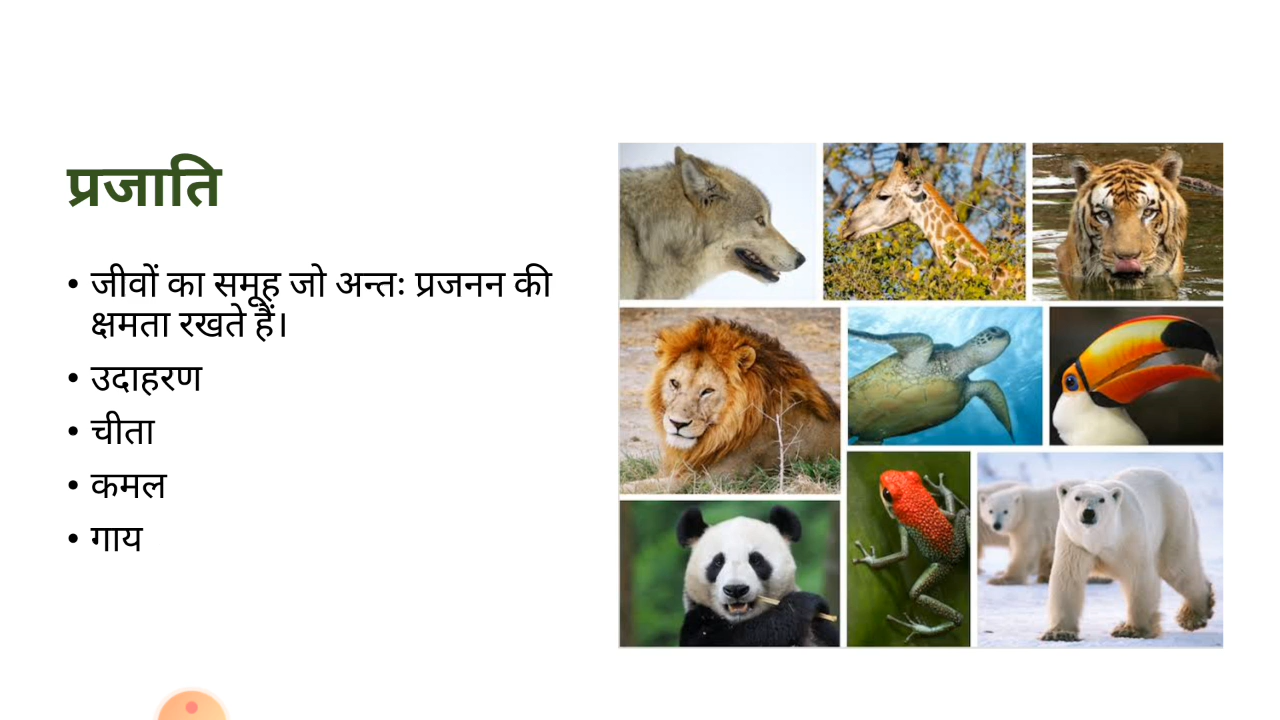 प्रजाति
• जीवों का समूह जो अन्तः प्रजनन की
क्षमता रखते हैं।
• उदाहरण
• चीता
• कमल
• गाय